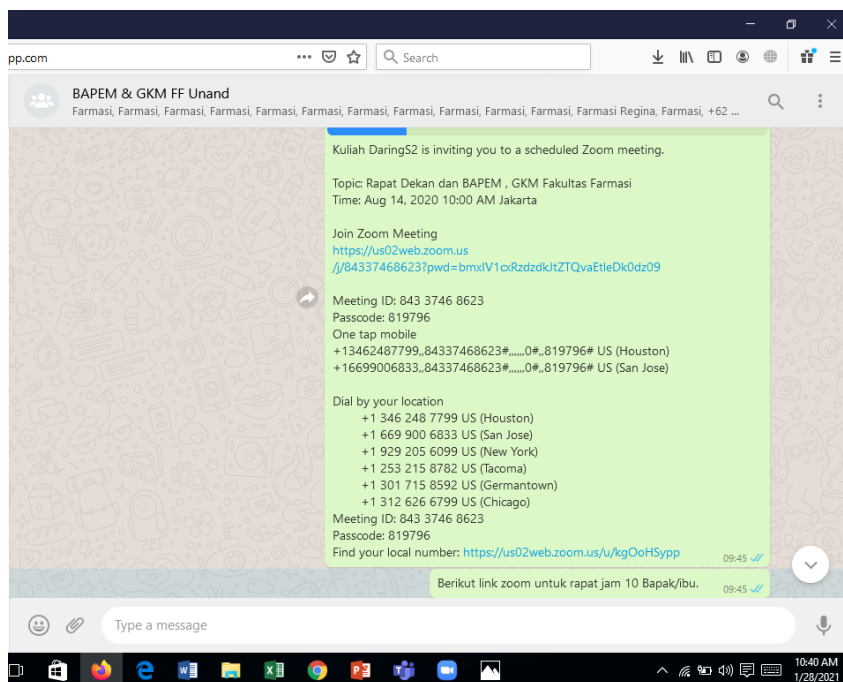 pp.com
Search
BAPEM & GKM FF Unand
Farmasi, Farmasi, Farmasi, Farmasi, Farmasi, Farmasi, Farmasi, Farmasi, Farmasi, Farmasi, Farmasi Regina, Farmasi, +62 ...
Kuliah DaringS2 is inviting you to a scheduled Zoom meeting.
Topic: Rapat Dekan dan BAPEM , GKM Fakultas Farmasi
Time: Aug 14, 2020 10:00 AM Jakarta
Join Zoom Meeting
https://us02web.zoom.us
/j/84337468623?pwd=bmxIV1cxRzdzdkJtZTQvaEtleDk0dz09
Meeting ID: 843 3746 8623
Passcode: 819796
One tap mobile
+13462487799,,84337468623#,,,,,,0#,,819796# US (Houston)
+16699006833,,84337468623#,,,,,,0#,,819796# US (San Jose)
Dial by your location
+1 346 248 7799 US (Houston)
+1 669 900 6833 US (San Jose)
+1 929 205 6099 US (New York)
+1 253 215 8782 US (Tacoma)
+1 301 715 8592 US (Germantown)
+1 312 626 6799 US (Chicago)
Meeting ID: 843 3746 8623
Passcode: 819796
Find your local number: https://us02web.zoom.us/u/kgOoHSypp
09:45
Berikut link zoom untuk rapat jam 10 Bapak/ibu.
09:45
Type a message
10:40 AM
1/28/2021